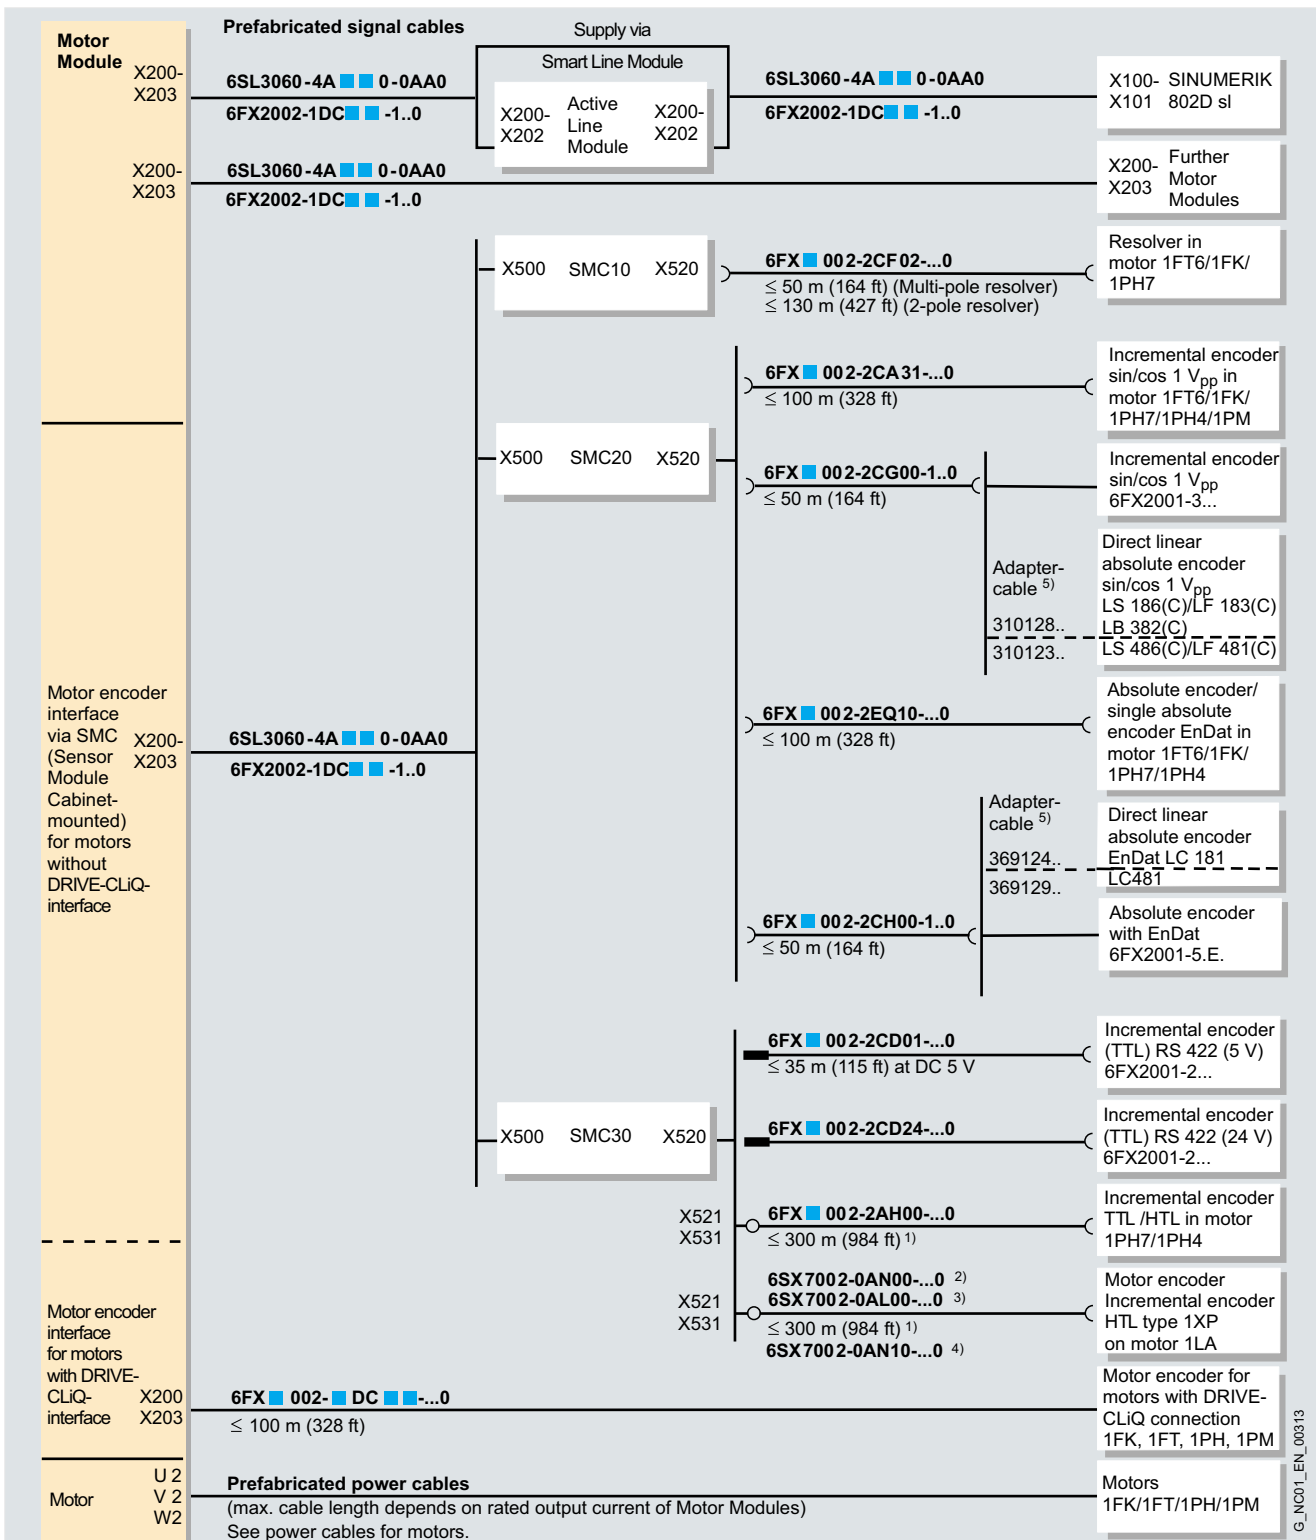 Prefabricated signal cables
Motor
Module
X200-
X203
6SL3060-4A ■ ■ 0-0AA0
6FX2002-1DC■ ■ -1..0
Supply via
Smart Line Module
X200-
X202
Active
Line
Module
X200-
X202
6SL3060-4A ■ ■ 0-0AA0
6FX2002-1DC■ ■ -1..0
X100-
X101
SINUMERIK
802D sl
X200-
X203
6SL3060-4A ■ ■ 0-0AA0
6FX2002-1DC■ ■ -1..0
X200-
X203
Further
Motor
Modules
X500 SMC10 X520
6FX ■ 002-2CF02-...0
≤ 50 m (164 ft) (Multi-pole resolver)
≤ 130 m (427 ft) (2-pole resolver)
Resolver in
motor 1FT6/1FK/
1PH7
X500 SMC20 X520
6FX ■ 002-2CA31-...0
≤ 100 m (328 ft)
Incremental encoder
sin/cos 1 Vpp in
motor 1FT6/1FK/
1PH7/1PH4/1PM
6FX ■ 002-2CG00-1..0
≤ 50 m (164 ft)
Incremental encoder
sin/cos 1 Vpp
6FX2001-3...
Adapter-
cable 5)
310128..
310123..
Direct linear
absolute encoder
sin/cos 1 Vpp
LS 186(C)/LF 183(C)
LB 382(C)
LS 486(C)/LF 481(C)
Motor encoder
interface
via SMC
(Sensor
Module
Cabinet-
mounted)
for motors
without
DRIVE-CLiQ-
interface
X200-
X203
6SL3060-4A ■ ■ 0-0AA0
6FX2002-1DC■ ■ -1..0
6FX ■ 002-2EQ10-...0
≤ 100 m (328 ft)
Absolute encoder/
single absolute
encoder EnDat in
motor 1FT6/1FK/
1PH7/1PH4
Adapter-
cable 5)
369124..
369129..
Direct linear
absolute encoder
EnDat LC 181
LC481
6FX ■ 002-2CH00-1..0
≤ 50 m (164 ft)
Absolute encoder
with EnDat
6FX2001-5.E.
X500 SMC30 X520
6FX ■ 002-2CD01-...0
≤ 35 m (115 ft) at DC 5 V
Incremental encoder
(TTL) RS 422 (5 V)
6FX2001-2...
6FX ■ 002-2CD24-...0
Incremental encoder
(TTL) RS 422 (24 V)
6FX2001-2...
X521
X531
6FX ■ 002-2AH00-...0
≤ 300 m (984 ft) 1)
Incremental encoder
TTL /HTL in motor
1PH7/1PH4
X521
X531
6SX7002-0AN00-...0 2)
6SX7002-0AL00-...0 3)
≤ 300 m (984 ft) 1)
6SX7002-0AN10-...0 4)
Motor encoder
Incremental encoder
HTL type 1XP
on motor 1LA
Motor encoder
interface
for motors
with DRIVE-
CLiQ-
interface
X200
X203
6FX ■ 002- ■ DC ■ ■-...0
≤ 100 m (328 ft)
Motor encoder for
motors with DRIVE-
CLiQ connection
1FK, 1FT, 1PH, 1PM
Motor
U 2
V 2
W2
Prefabricated power cables
(max. cable length depends on rated output current of Motor Modules)
See power cables for motors.
Motors
1FK/1FT/1PH/1PM
G_NC01_EN_00313